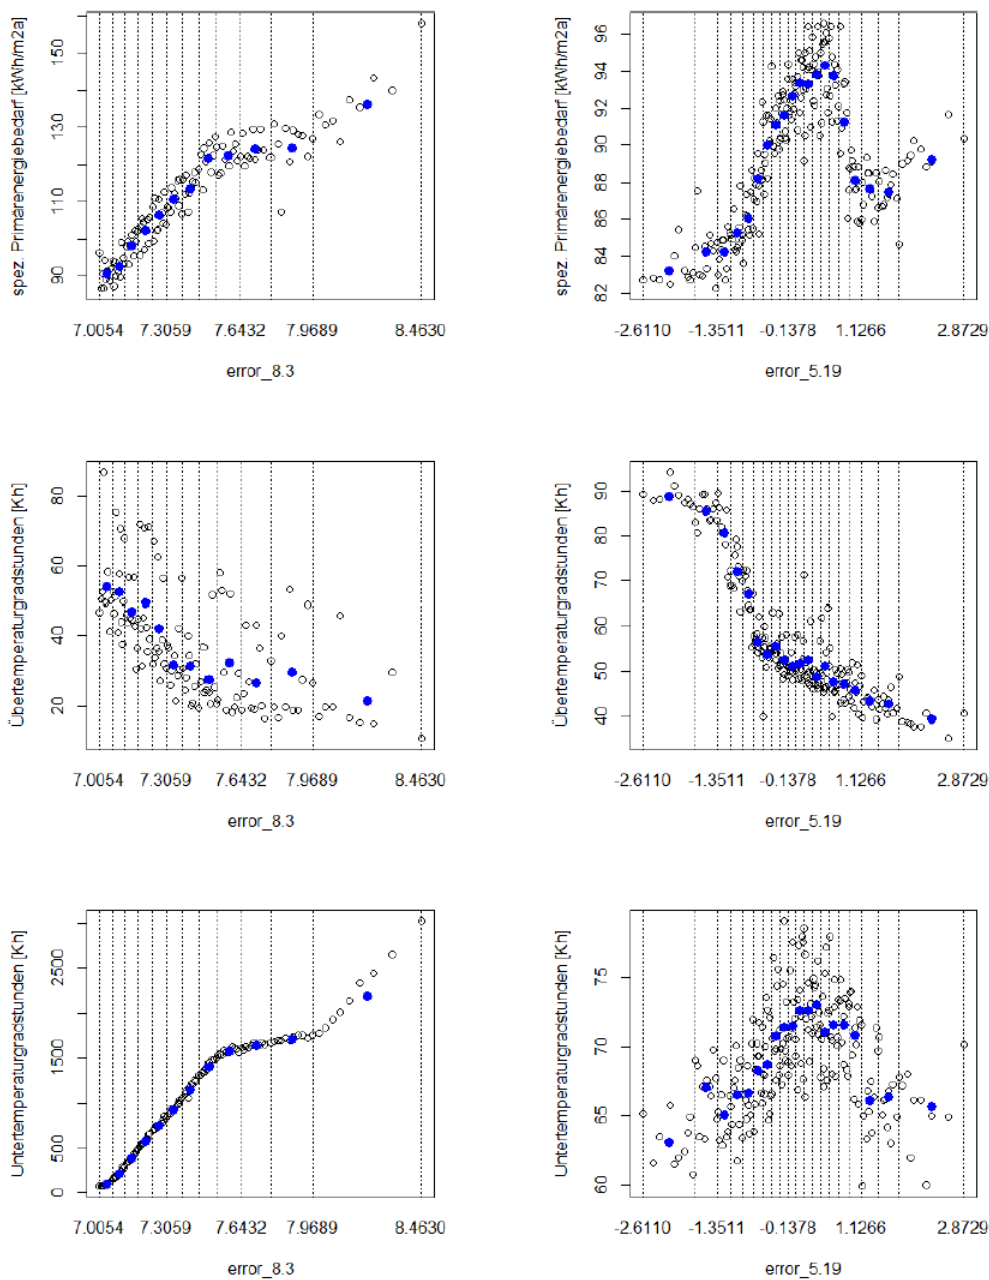 spez. Primärenergiebedarf [kWh/m2a]
150
130
110
90
7.0054 7.3059 7.6432 7.9689 8.4630
error_8.3
spez. Primärenergiebedarf [kWh/m2a]
96
94
92
90
88
86
84
82
-2.6110 -1.3511 -0.1378 1.1266 2.8729
error_5.19
Übertemperaturgradstunden [Kh]
80
60
40
20
7.0054 7.3059 7.6432 7.9689 8.4630
error_8.3
Übertemperaturgradstunden [Kh]
90
80
70
60
50
40
-2.6110 -1.3511 -0.1378 1.1266 2.8729
error_5.19
Untertemperaturgradstunden [Kh]
2500
1500
500
0
7.0054 7.3059 7.6432 7.9689 8.4630
error_8.3
Untertemperaturgradstunden [Kh]
75
70
65
60
-2.6110 -1.3511 -0.1378 1.1266 2.8729
error_5.19